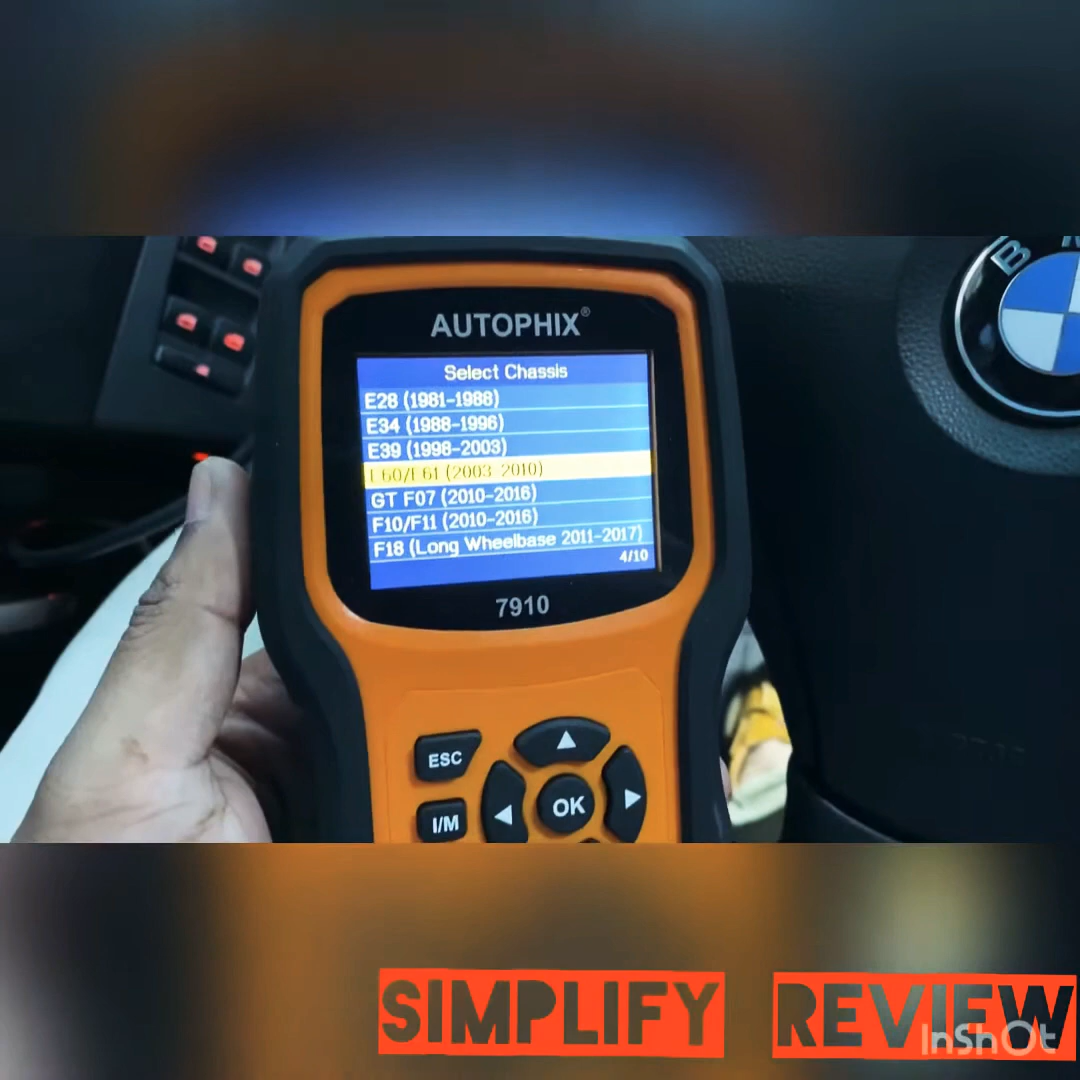 B M
AUTOPHIX®
Select Chassis
E28 (1981-1988)
E34 (1988-1996)
E39 (1998-2003)
E60/E61 (2003-2010)
GT F07 (2010-2016)
F10/F11 (2010-2016)
F18 (Long Wheelbase 2011-2017)
4/10
7910
ESC
I/M
OK
SIMPLIFY REVIEW
InShOt